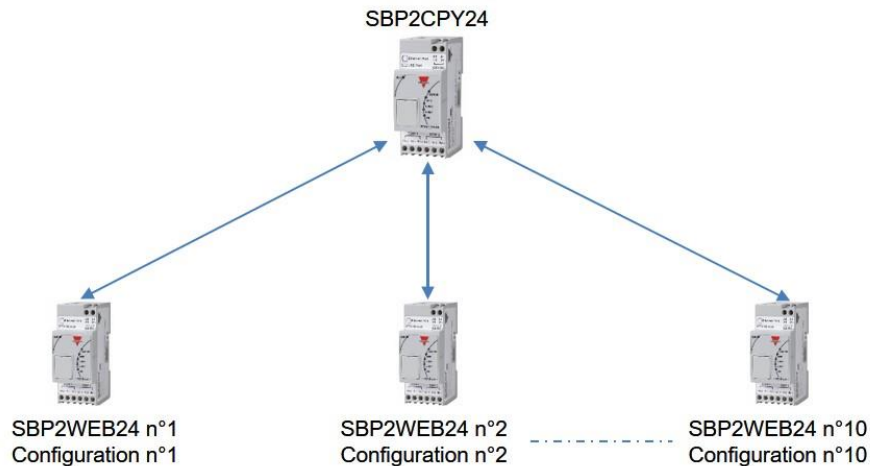 SBP2CPY24
SBP2WEB24 n°1
Configuration n°1
SBP2WEB24 n°2
Configuration n°2
SBP2WEB24 n°10
Configuration n°10